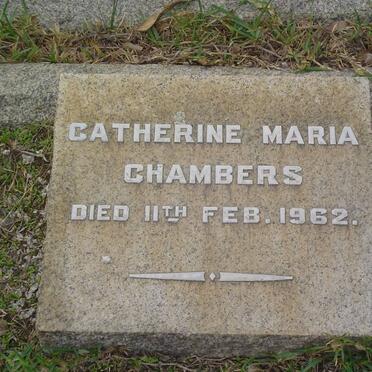 CATHERINE MARIA
CHAMBERS
DIED 11TH FEB. 1962.